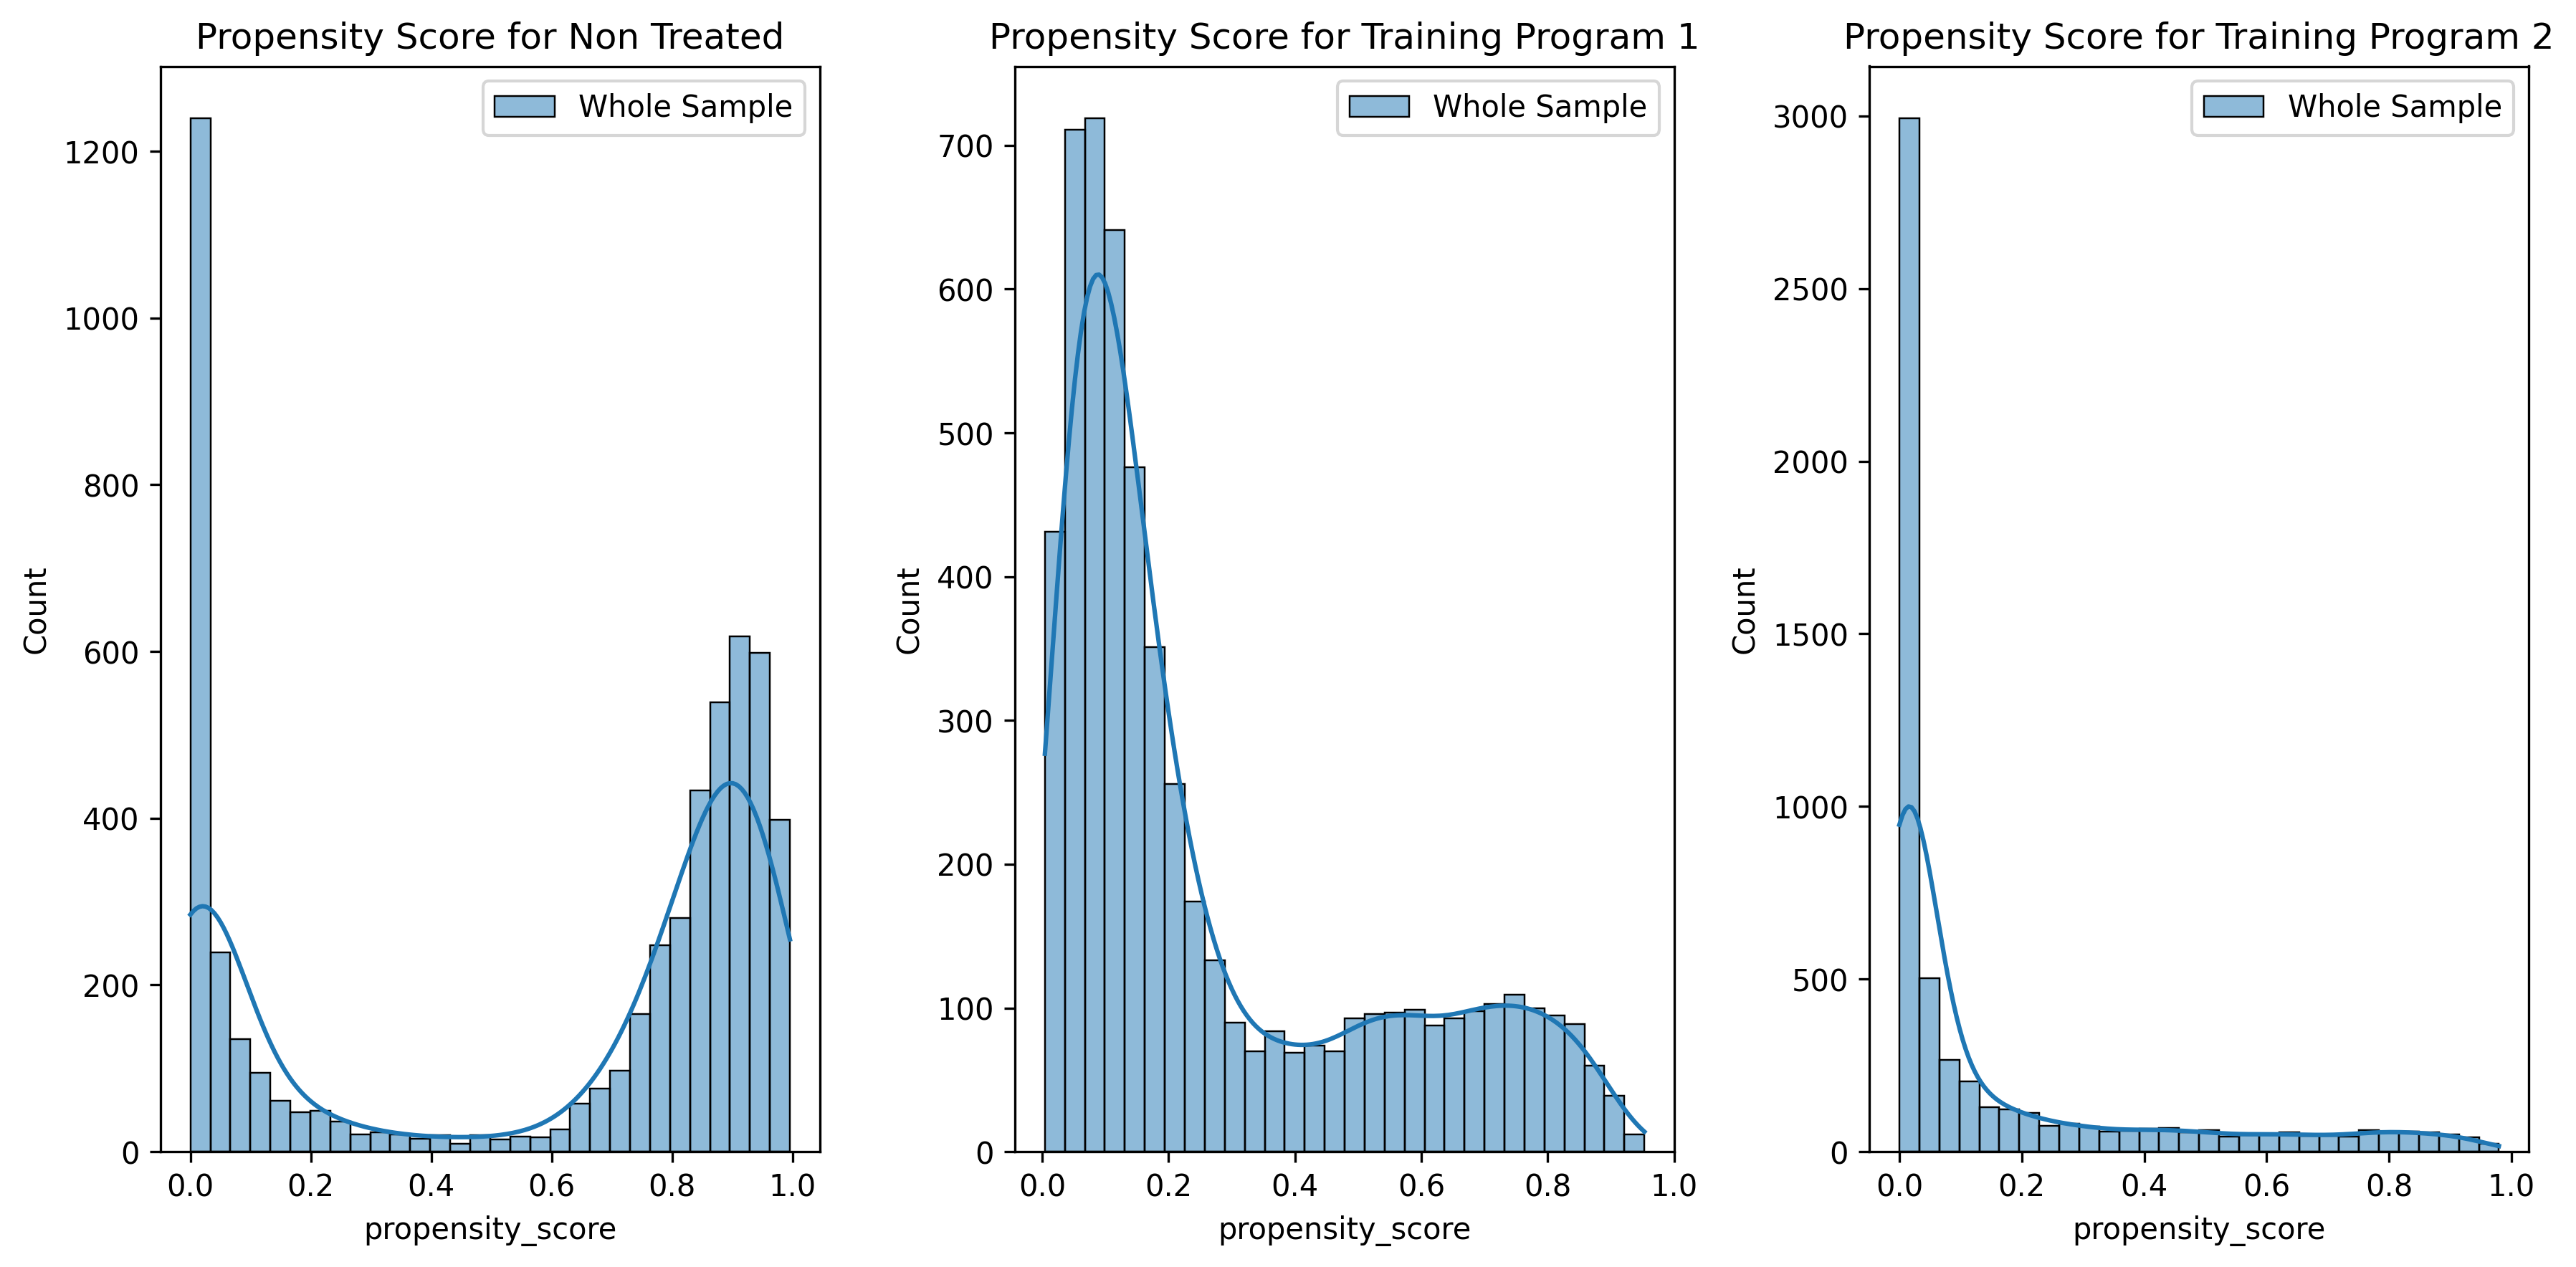 Propensity Score for Non Treated
Whole Sample
Count
1200
1000
800
600
400
200
0
0.0 0.2 0.4 0.6 0.8 1.0
propensity_score
Propensity Score for Training Program 1
Whole Sample
Count
700
600
500
400
300
200
100
0
0.0 0.2 0.4 0.6 0.8 1.0
propensity_score
Propensity Score for Training Program 2
Whole Sample
Count
3000
2500
2000
1500
1000
500
0
0.0 0.2 0.4 0.6 0.8 1.0
propensity_score